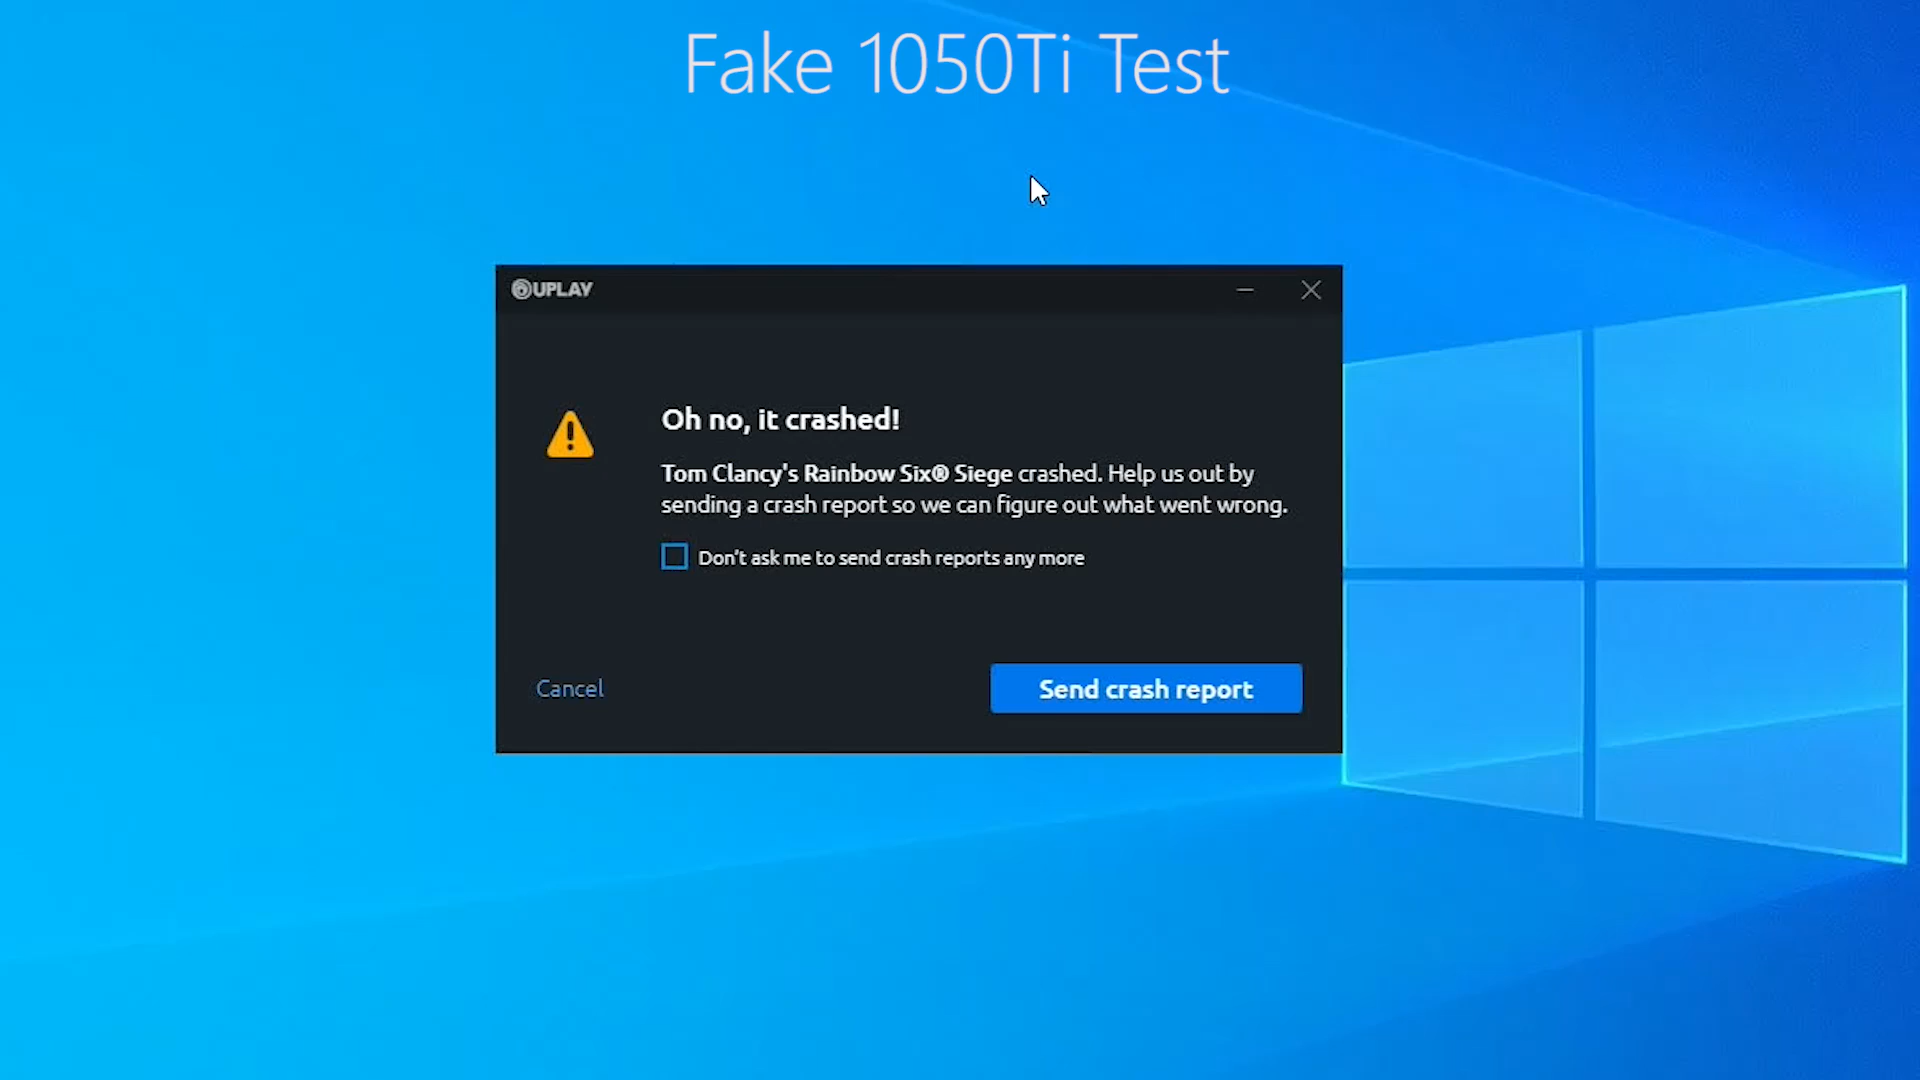 Fake 1050Ti Test
UPLAY
Oh no, it crashed!
Tom Clancy's Rainbow Six® Siege crashed. Help us out by
sending a crash report so we can figure out what went wrong.
Don't ask me to send crash reports any more
Cancel
Send crash report